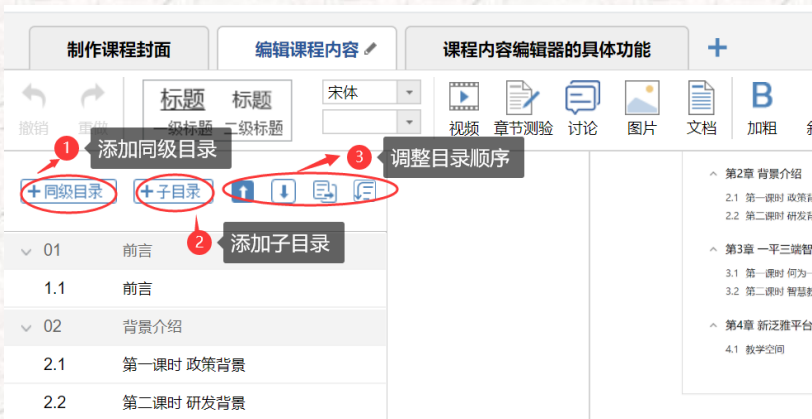 制作课程封面
编辑课程内容
课程内容编辑器的具体功能
+
标题 标题
一级标题 二级标题
宋体
撤销
重做
视频 章节测验 讨论 图片 文档
B
加粗
1 添加同级目录
3 调整目录顺序
+同级目录 +子目录
2 添加子目录
01 前言
1.1 前言
02 背景介绍
2.1 第一课时 政策背景
2.2 第二课时 研发背景
第2章 背景介绍
2.1 第一课时 政策
2.2 第二课时 研发
第3章 一平三端智
3.1 第一课时 何为一
3.2 第二课时 智慧
第4章 新泛雅平台
4.1 教学空间